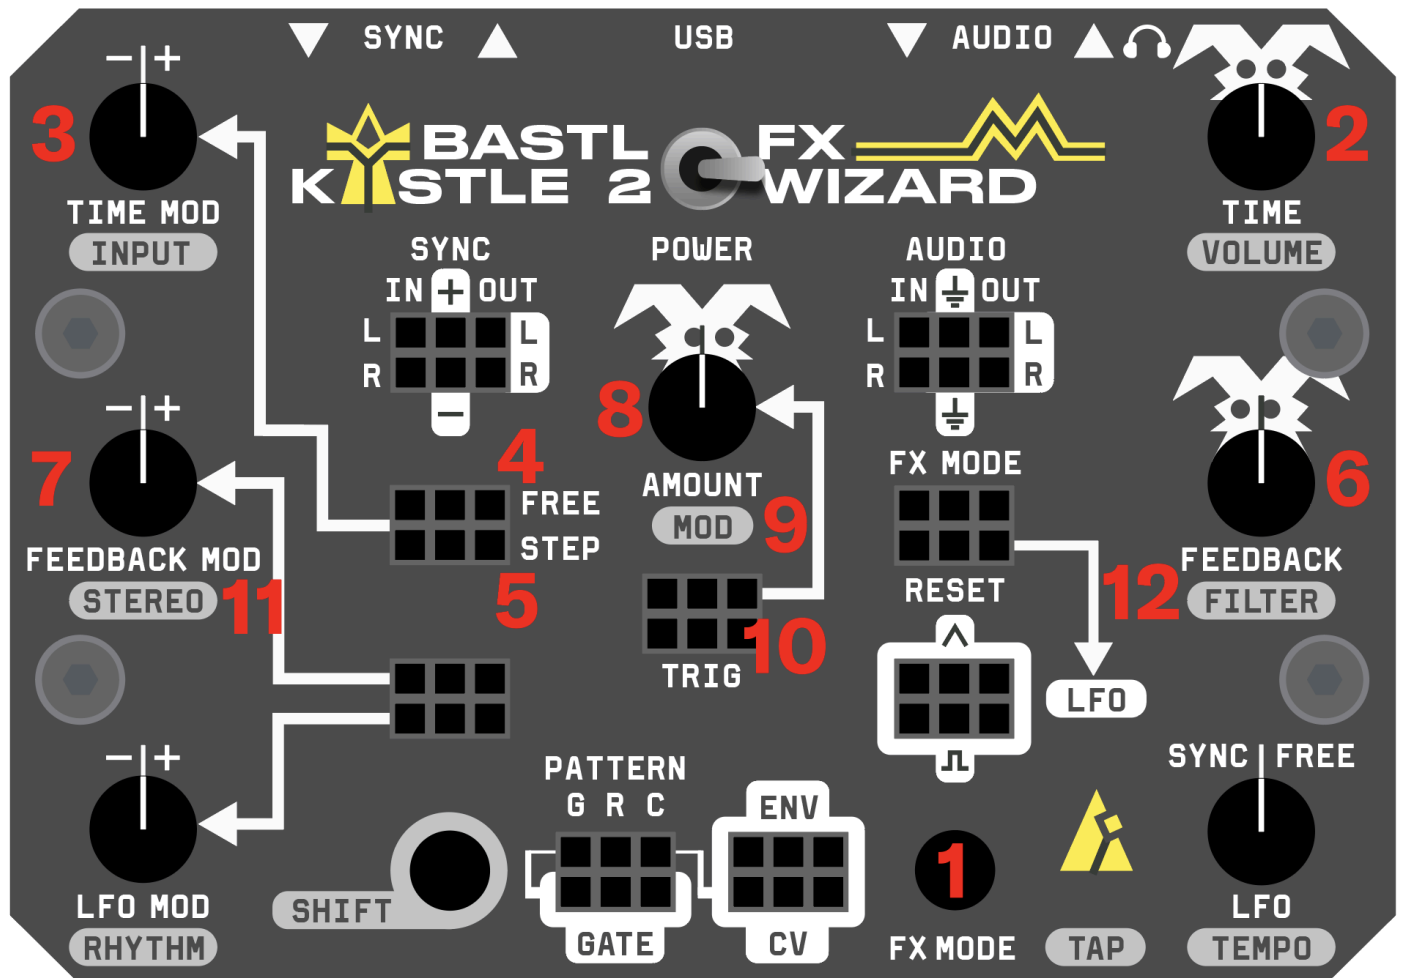 SYNC
USB
AUDIO
− +
3
TIME MOD
INPUT
BASTL
KASTLE 2
FX
WIZARD
2
TIME
VOLUME
SYNC
IN + OUT
L L
R R
−
POWER
AUDIO
IN OUT
L L
R R
− +
7
FEEDBACK MOD
STEREO
11
4
FREE
STEP
5
8
AMOUNT
MOD
9
10
TRIG
FX MODE
RESET
12
LFO
6
FEEDBACK
FILTER
− +
LFO MOD
RHYTHM
SHIFT
PATTERN
G R C
GATE
ENV
CV
1
FX MODE
TAP
SYNC FREE
LFO
TEMPO